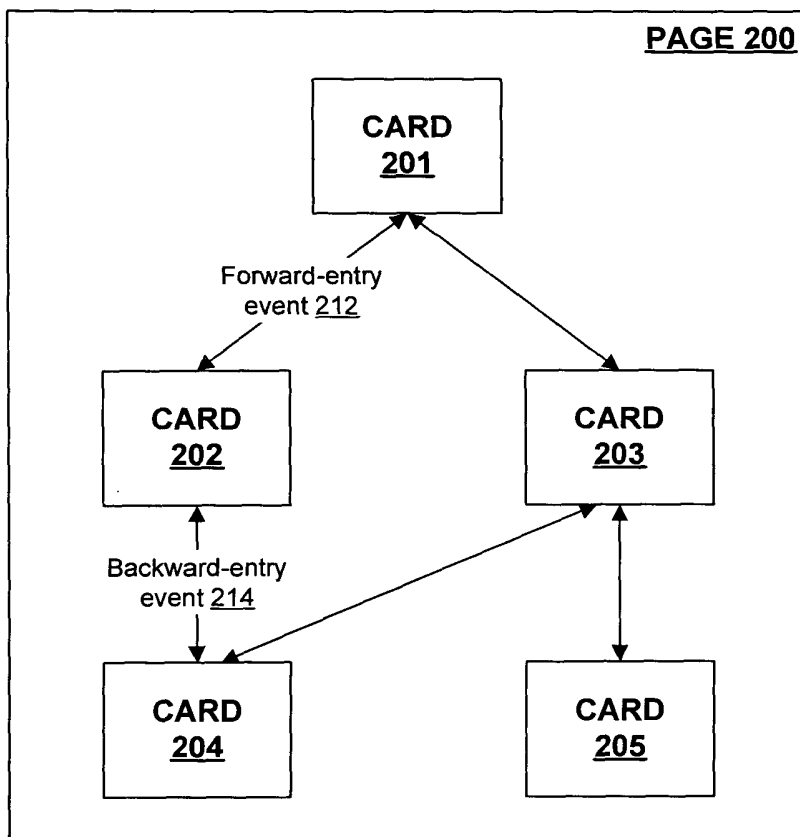 PAGE 200
CARD
201
Forward-entry
event 212
CARD
202
CARD
203
Backward-entry
event 214
CARD
204
CARD
205